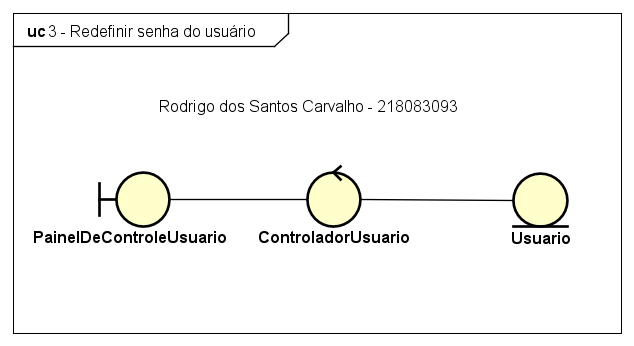 uc 3 - Redefinir senha do usuário
Rodrigo dos Santos Carvalho - 218083093
PainelDeControleUsuario ControladorUsuario Usuario